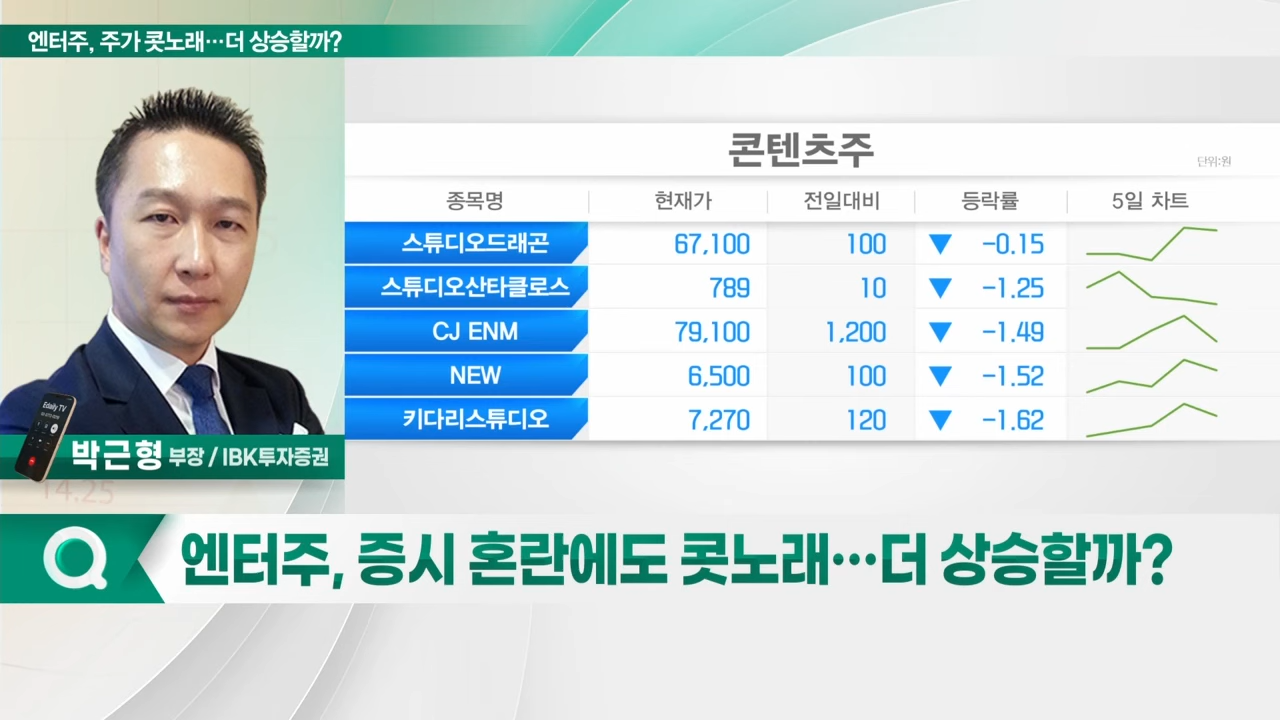 엔터주, 주가 콧노래…더 상승할까?
콘텐츠주
단위:원
종목명 현재가 전일대비 등락률 5일 차트
스튜디오드래곤 67,100 100 ▼ -0.15
스튜디오산타클로스 789 10 ▼ -1.25
CJ ENM 79,100 1,200 ▼ -1.49
NEW 6,500 100 ▼ -1.52
키다리스튜디오 7,270 120 ▼ -1.62
Edaily TV
박근형 부장 / IBK투자증권
14.25
Q 엔터주, 증시 혼란에도 콧노래…더 상승할까?